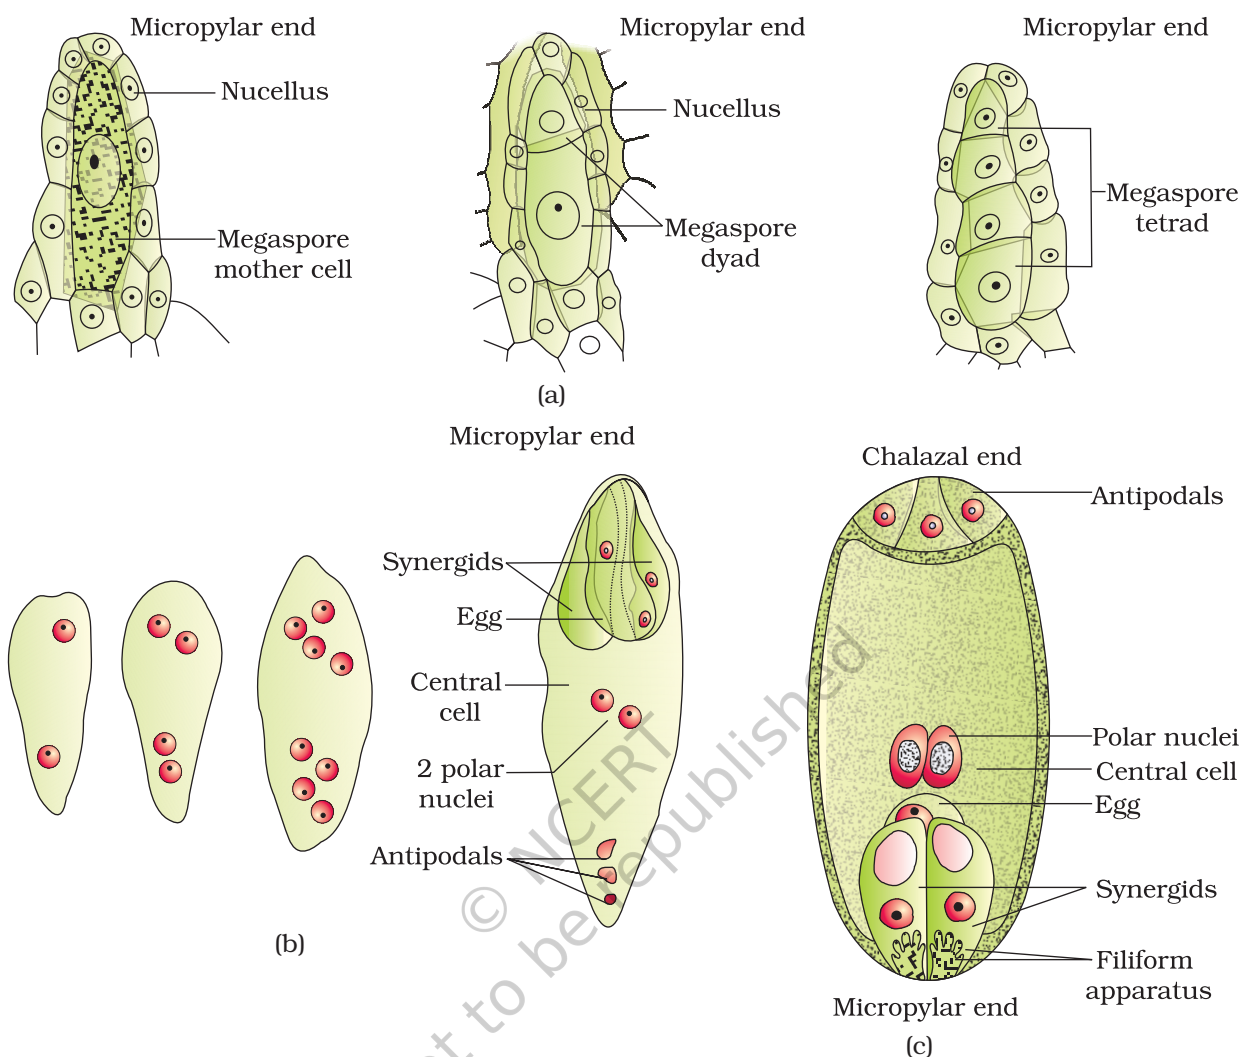 Micropylar end
Nucellus
Megaspore
mother cell
Micropylar end
Nucellus
Megaspore
dyad
Micropylar end
Megaspore
tetrad
(a)
Micropylar end
Synergids
Egg
Central
cell
2 polar
nuclei
Antipodals
(b)
Chalazal end
Antipodals
Polar nuclei
Central cell
Egg
Synergids
Filiform
apparatus
Micropylar end
(c)
© NCERT
to be republished